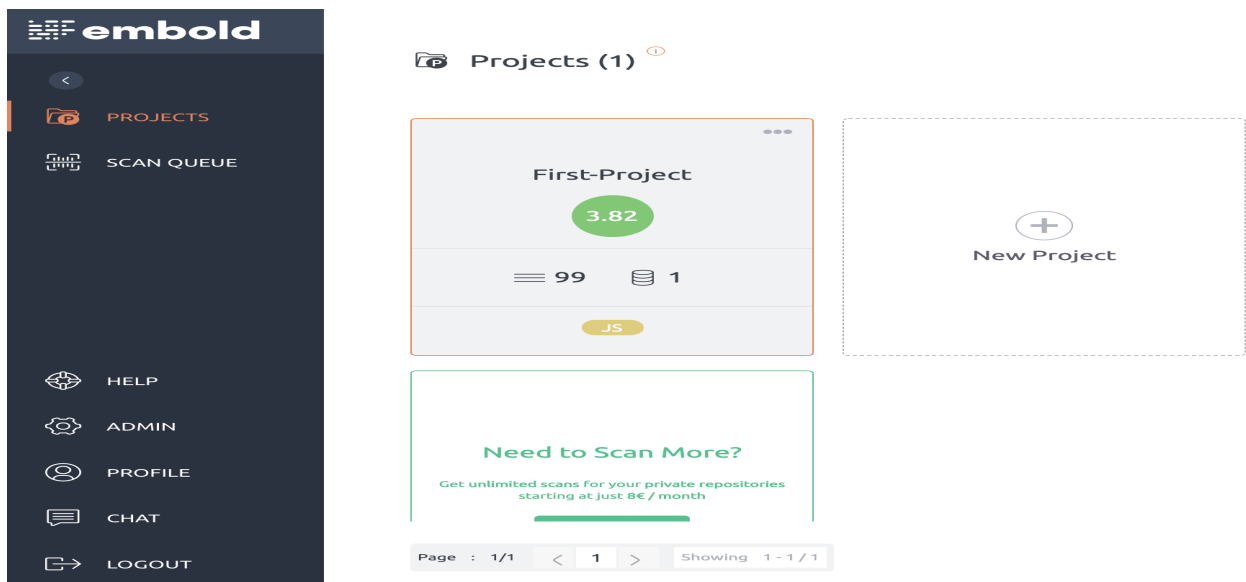 embold
<
PROJECTS
SCAN QUEUE
HELP
ADMIN
PROFILE
CHAT
LOGOUT
Projects (1) i
First-Project
3.82
99 1
JS
New Project
Need to Scan More?
Get unlimited scans for your private repositories
starting at just 8€ / month
Page : 1/1 < 1 > Showing 1 - 1 / 1